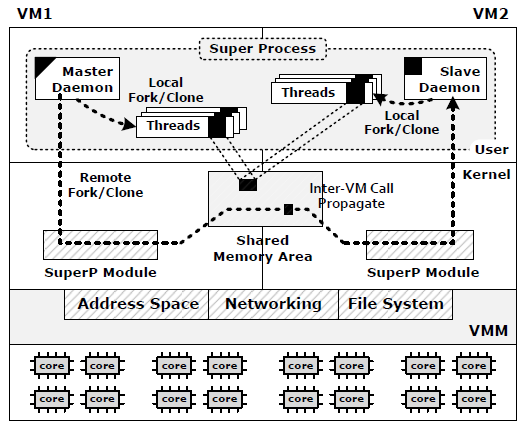 VM1
VM2
Super Process
Master
Daemon
Local
Fork/Clone
Threads
Threads
Slave
Daemon
Local
Fork/Clone
User
Kernel
Remote
Fork/Clone
Inter-VM Call
Propagate
Shared
Memory Area
SuperP Module
SuperP Module
Address Space
Networking
File System
VMM
core core core core core core core core
core core core core core core core core